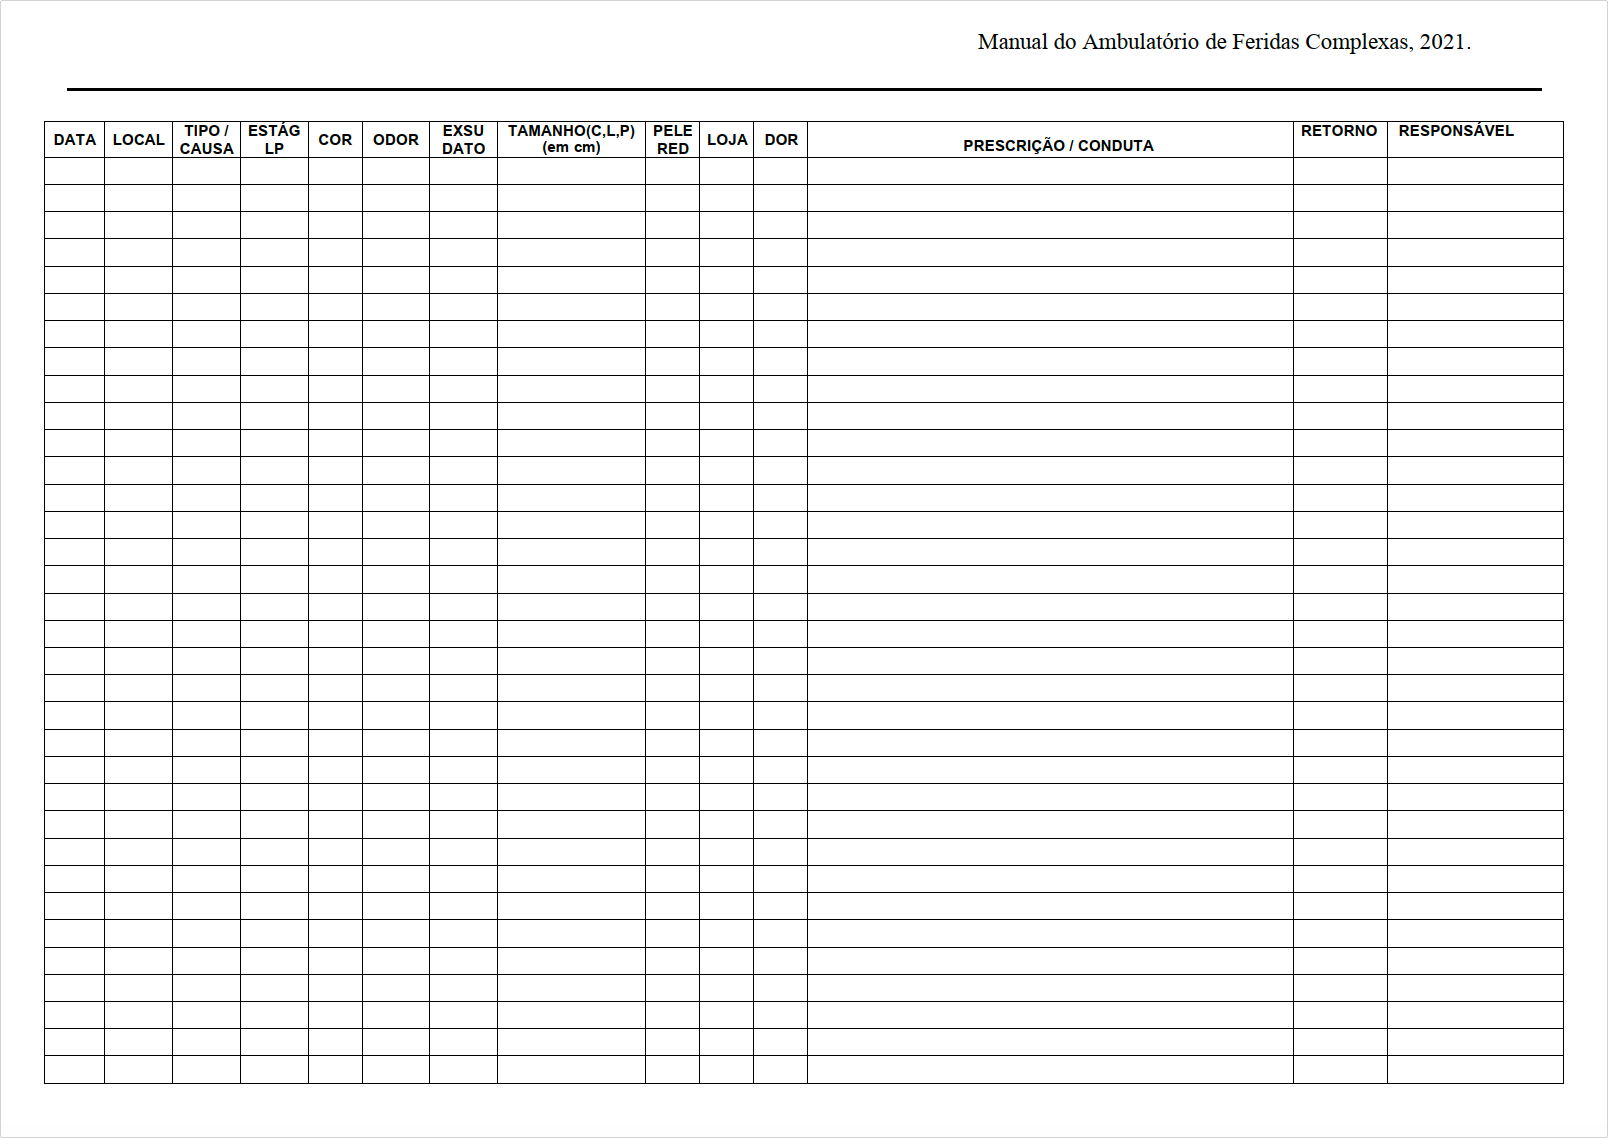 Manual do Ambulatório de Feridas Complexas, 2021.
DATA LOCAL TIPO / CAUSA ESTÁG LP COR ODOR EXSU DATO TAMANHO(C,L,P) (em cm) PELE RED LOJA DOR PRESCRIÇÃO / CONDUTA RETORNO RESPONSÁVEL